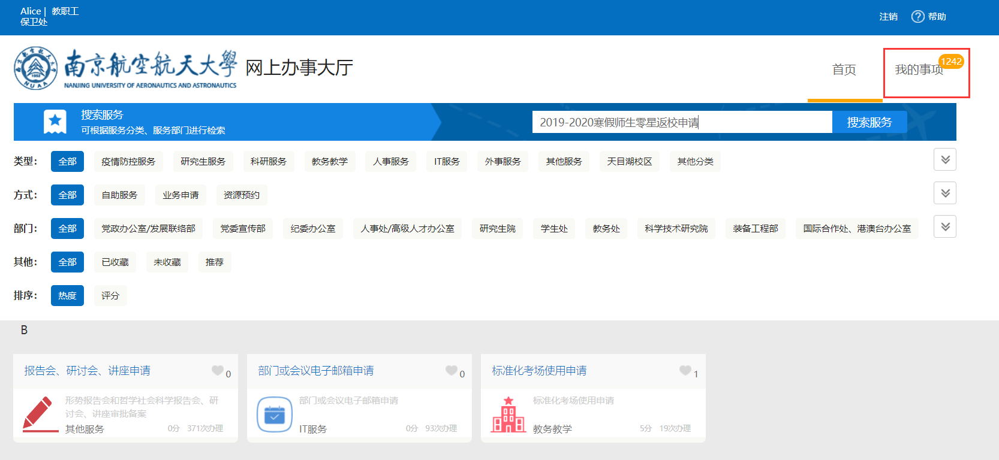 Alice |  教职工
保卫处
注销
? 帮助
南京航空航天大學
NANJING UNIVERSITY OF AERONAUTICS AND ASTRONAUTICS
1952
NUAA
网上办事大厅
首页
我的事项
1242
搜索服务
可根据服务分类、服务部门进行检索
2019-2020寒假师生零星返校申请
搜索服务
类型: 全部 疫情防控服务 研究生服务 科研服务 教务教学 人事服务 IT服务 外事服务 其他服务 天目湖校区 其他分类
方式: 全部 自助服务 业务申请 资源预约
部门: 全部 党政办公室/发展联络部 党委宣传部 纪委办公室 人事处/高级人才办公室 研究生院 学生处 教务处 科学技术研究院 装备工程部 国际合作处、港澳台办公室
其他: 全部 已收藏 未收藏 推荐
排序: 热度 评分
B
报告会、研讨会、讲座申请 0
形势报告会和哲学社会科学报告会、研
讨会、讲座审批备案
其他服务 0分 371次办理
部门或会议电子邮箱申请 0
部门或会议电子邮箱申请
IT服务 0分 93次办理
标准化考场使用申请 1
标准化考场使用申请
教务教学 5分 19次办理